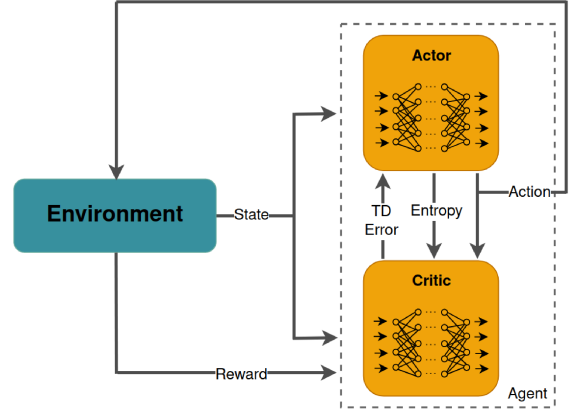 Actor
Environment
State
TD
Error
Entropy
Action
Critic
Reward
Agent